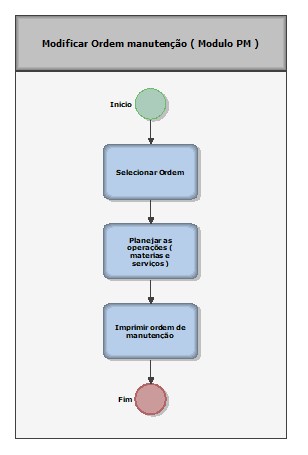 Modificar Ordem manutenção ( Modulo PM )
Inicio
Selecionar Ordem
Planejar as
operações (
materias e
serviços )
Imprimir ordem de
manutenção
Fim